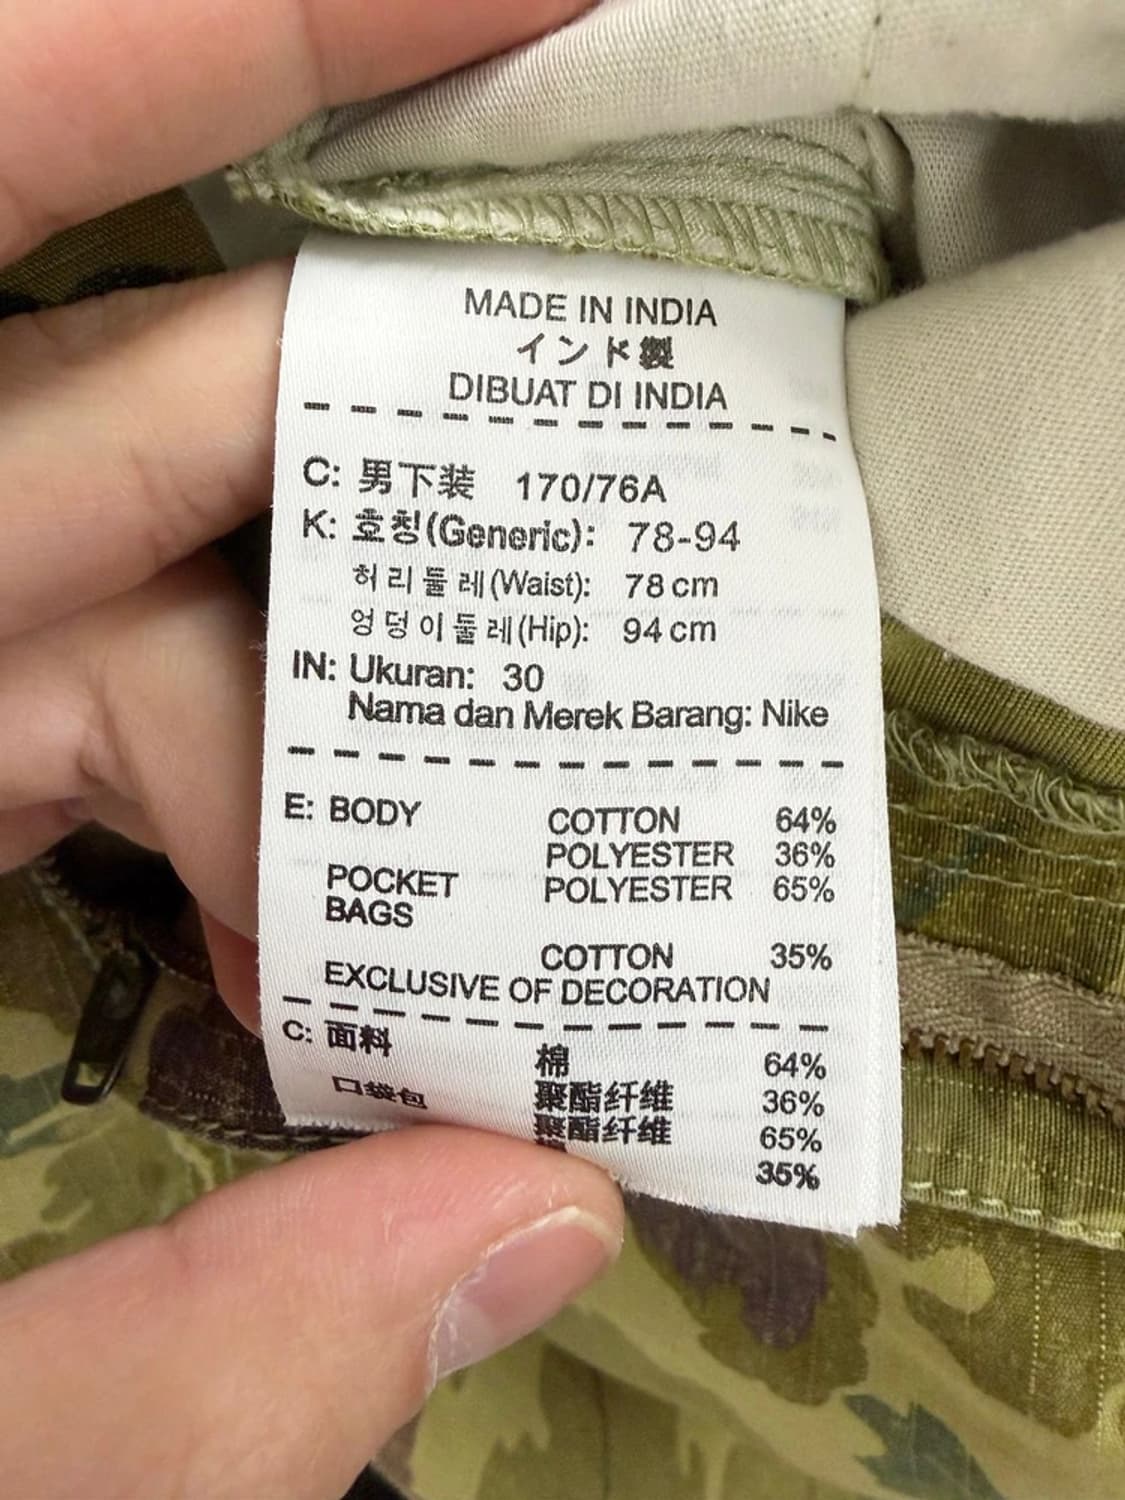 MADE IN INDIA
インド製
DIBUAT DI INDIA
C: 男下装 170/76A
K: 호칭(Generic): 78-94
허리둘레(Waist): 78 cm
엉덩이둘레(Hip): 94 cm
IN: Ukuran: 30
Nama dan Merek Barang: Nike
E: BODY COTTON 64%
POLYESTER 36%
POCKET BAGS POLYESTER 65%
COTTON 35%
EXCLUSIVE OF DECORATION
C: 面料 棉 64%
聚酯纤维 36%
口袋包 聚酯纤维 65%
35%